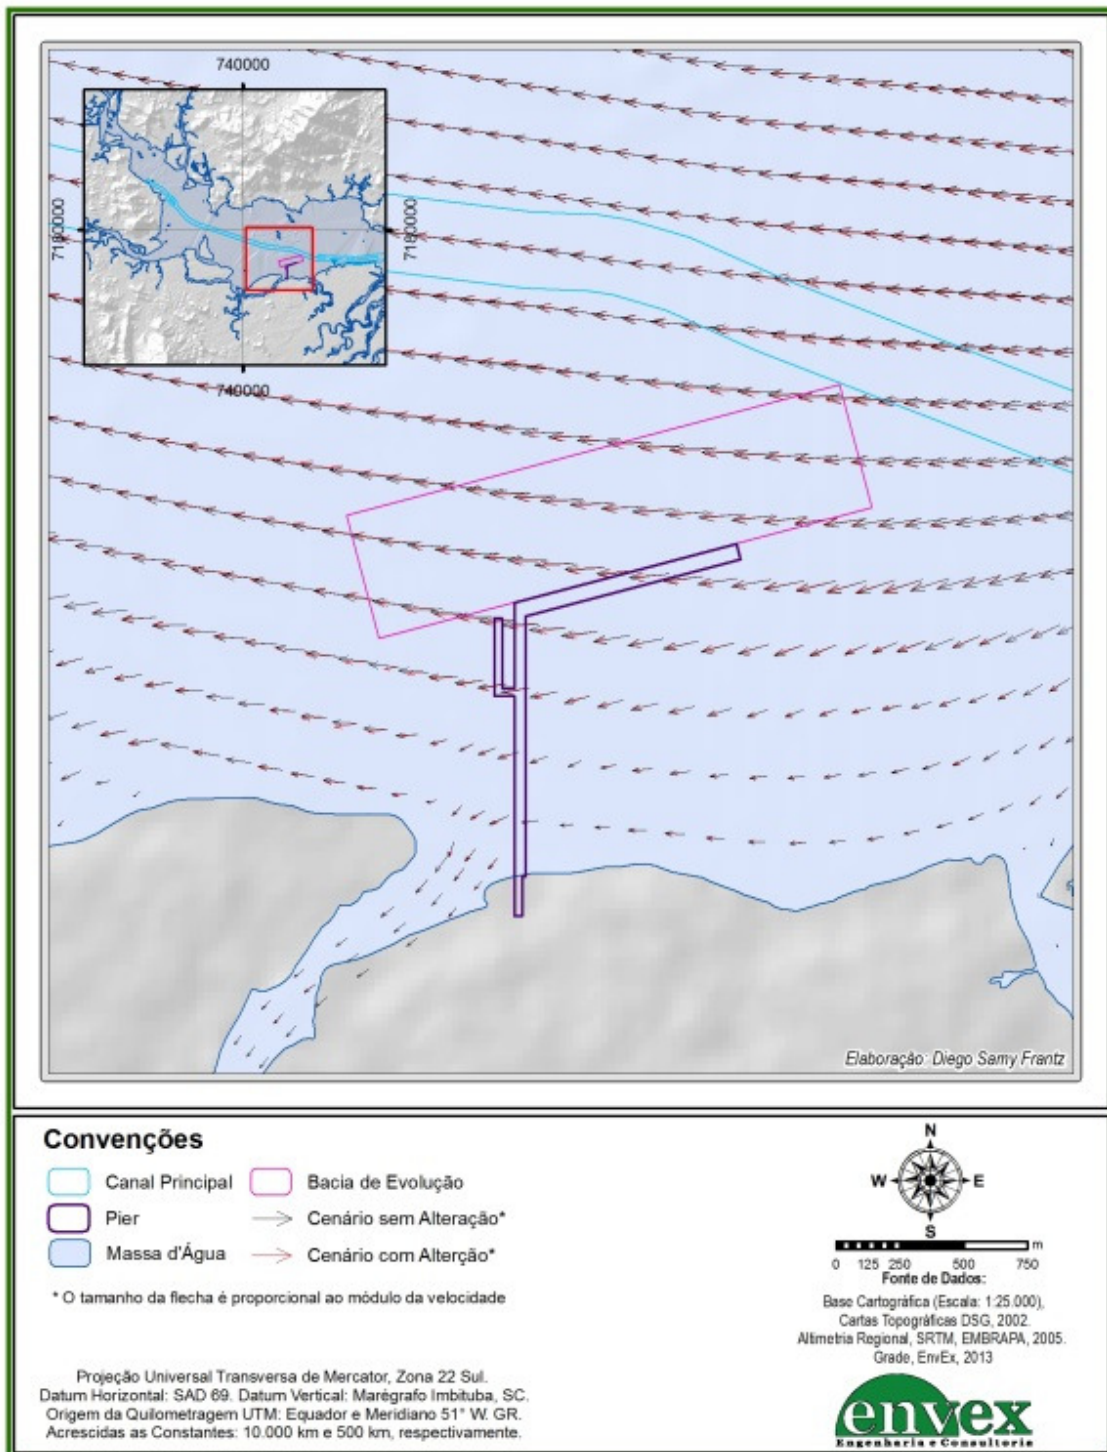 740000
7180000
7180000
740000
Elaboração: Diego Samy Frantz
Convenções
Canal Principal
Bacia de Evolução
Pier
Cenário sem Alteração*
Massa d'Água
Cenário com Alterção*
* O tamanho da flecha é proporcional ao módulo da velocidade
N
W
E
S
m
0 125 250 500 750
Fonte de Dados:
Base Cartográfica (Escala: 1:25.000),
Cartas Topográficas DSG, 2002.
Altimetria Regional, SRTM, EMBRAPA, 2005.
Grade, EnvEx, 2013
Projeção Universal Transversa de Mercator, Zona 22 Sul.
Datum Horizontal: SAD 69. Datum Vertical: Marégrafo Imbituba, SC.
Origem da Quilometragem UTM: Equador e Meridiano 51° W. GR.
Acrescidas as Constantes: 10.000 km e 500 km, respectivamente.
envex
Engenharia e Consultoria